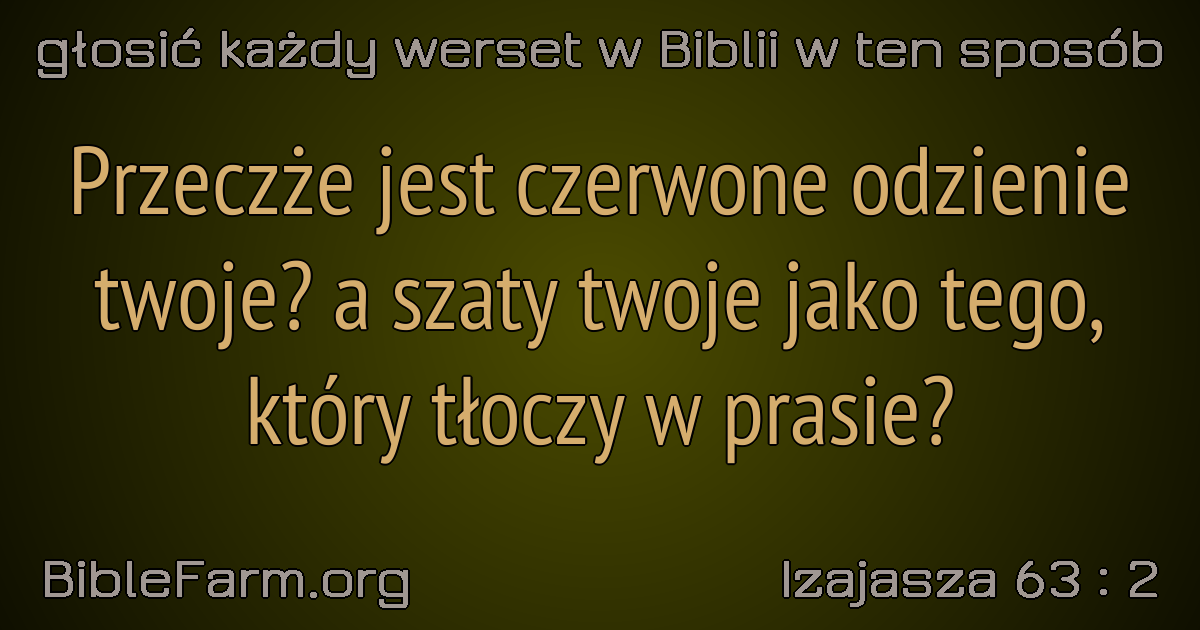 głosić każdy werset w Biblii w ten sposób
Przeczże jest czerwone odzienie
twoje? a szaty twoje jako tego,
który tłoczy w prasie?
BibleFarm.org
Izajasza 63 : 2